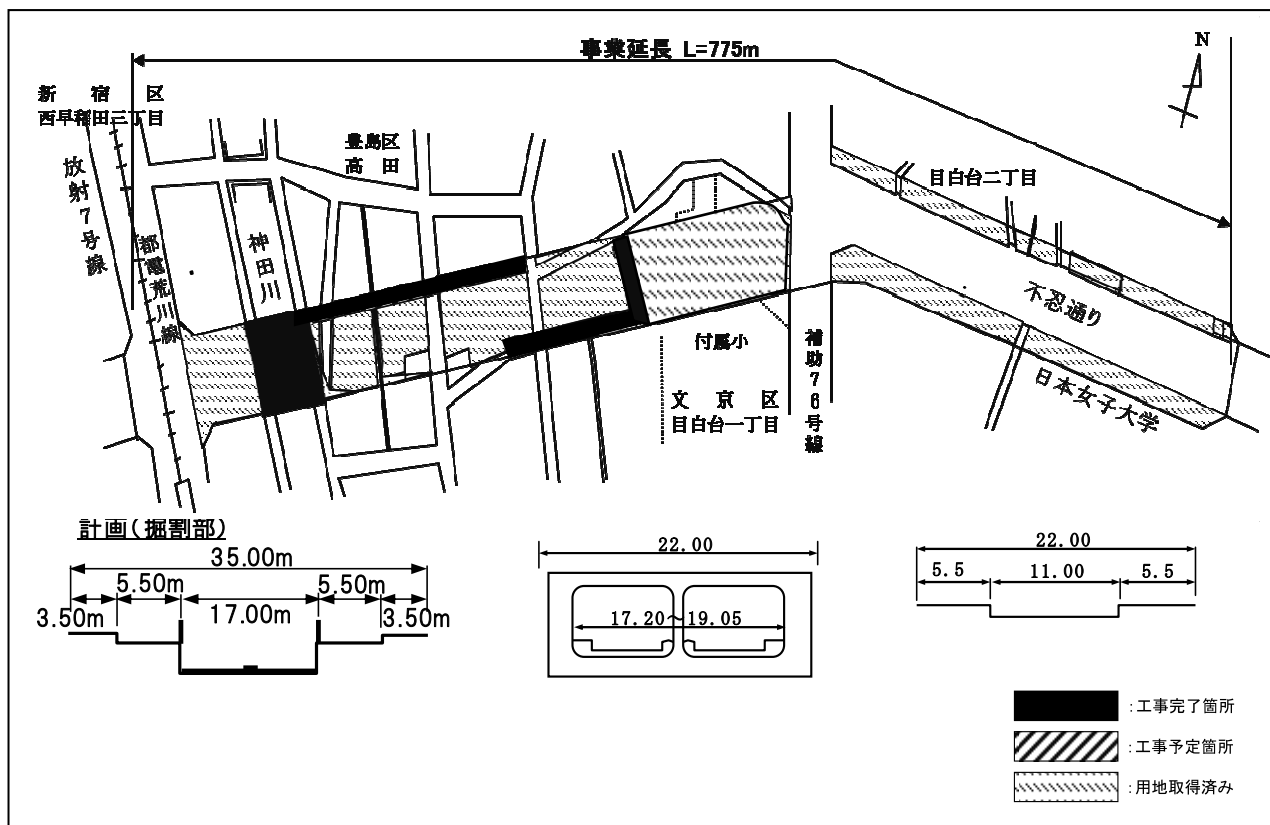 事業延長 L=775m
N
新宿区
西早稲田三丁目
放射7号線
都電荒川線
神田川
豊島区
高田
目白台二丁目
不忍通り
日本女子大学
付属小
文京区
目白台一丁目
補助76号線
計画(掘割部)
35.00m
5.50m 5.50m
3.50m 17.00m 3.50m
22.00
17.20~19.05
22.00
5.5 11.00 5.5
:工事完了箇所
:工事予定箇所
:用地取得済み